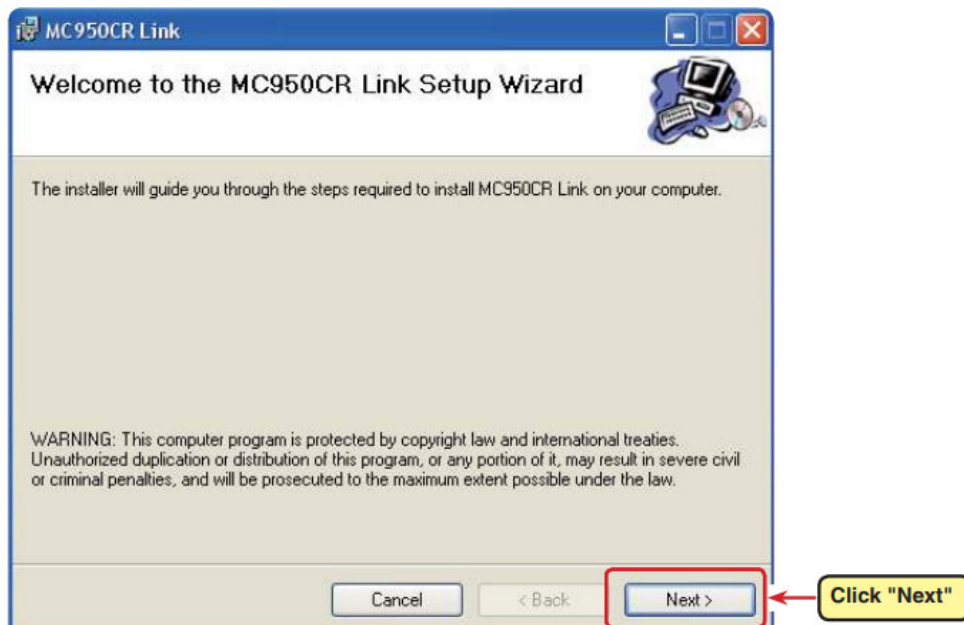 MC950CR Link
Welcome to the MC950CR Link Setup Wizard
The installer will guide you through the steps required to install MC950CR Link on your computer.
WARNING: This computer program is protected by copyright law and international treaties.
Unauthorized duplication or distribution of this program, or any portion of it, may result in severe civil
or criminal penalties, and will be prosecuted to the maximum extent possible under the law.
Cancel < Back Next >
Click "Next"